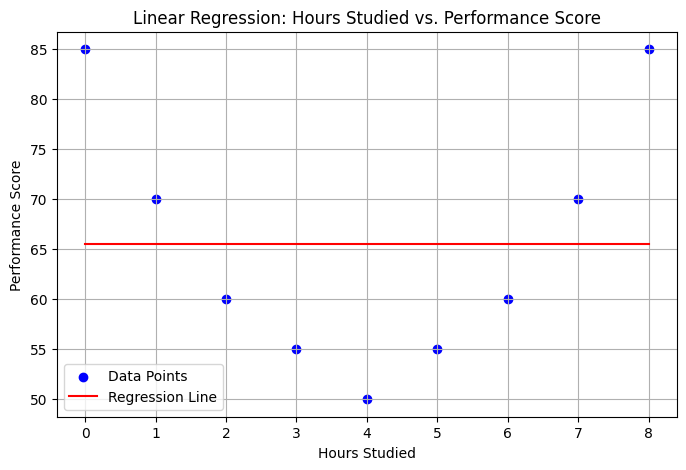 Linear Regression: Hours Studied vs. Performance Score
Performance Score
85
80
75
70
65
60
55
50
Data Points
Regression Line
0 1 2 3 4 5 6 7 8
Hours Studied